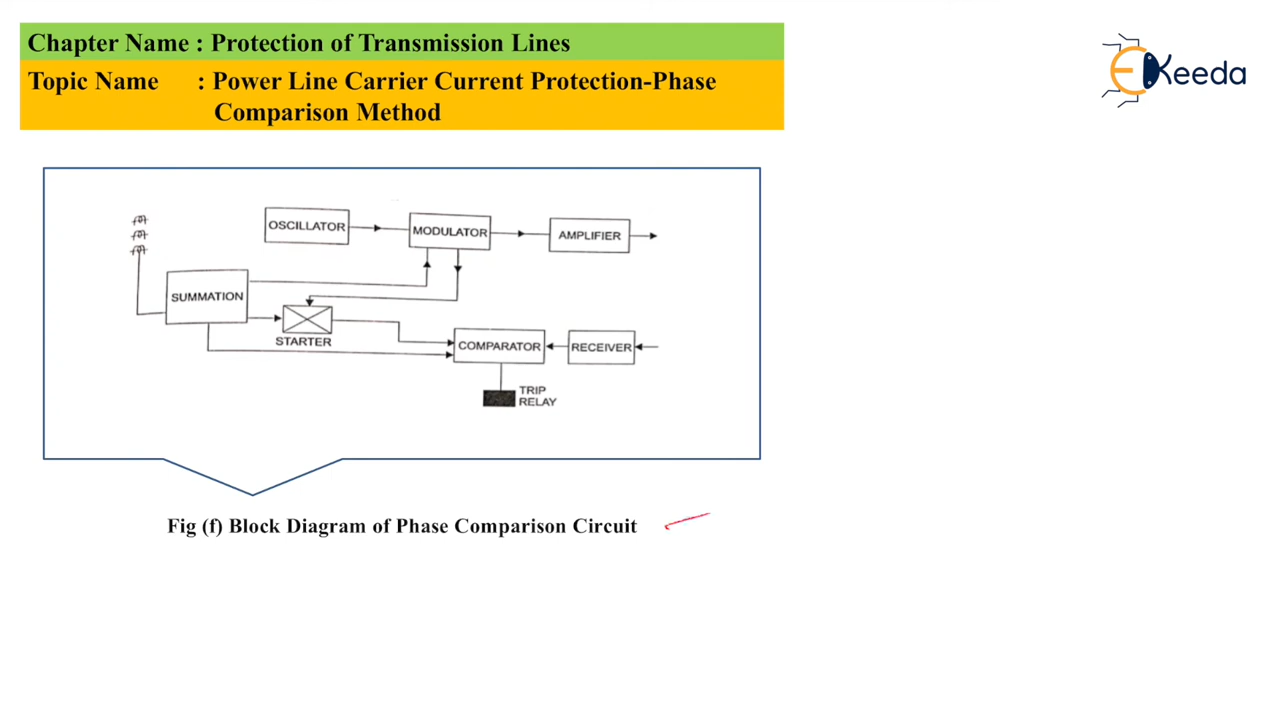 Chapter Name : Protection of Transmission Lines
Topic Name : Power Line Carrier Current Protection-Phase
Comparison Method
EKeeda
OSCILLATOR
MODULATOR
AMPLIFIER
SUMMATION
STARTER
COMPARATOR
RECEIVER
TRIP
RELAY
Fig (f) Block Diagram of Phase Comparison Circuit